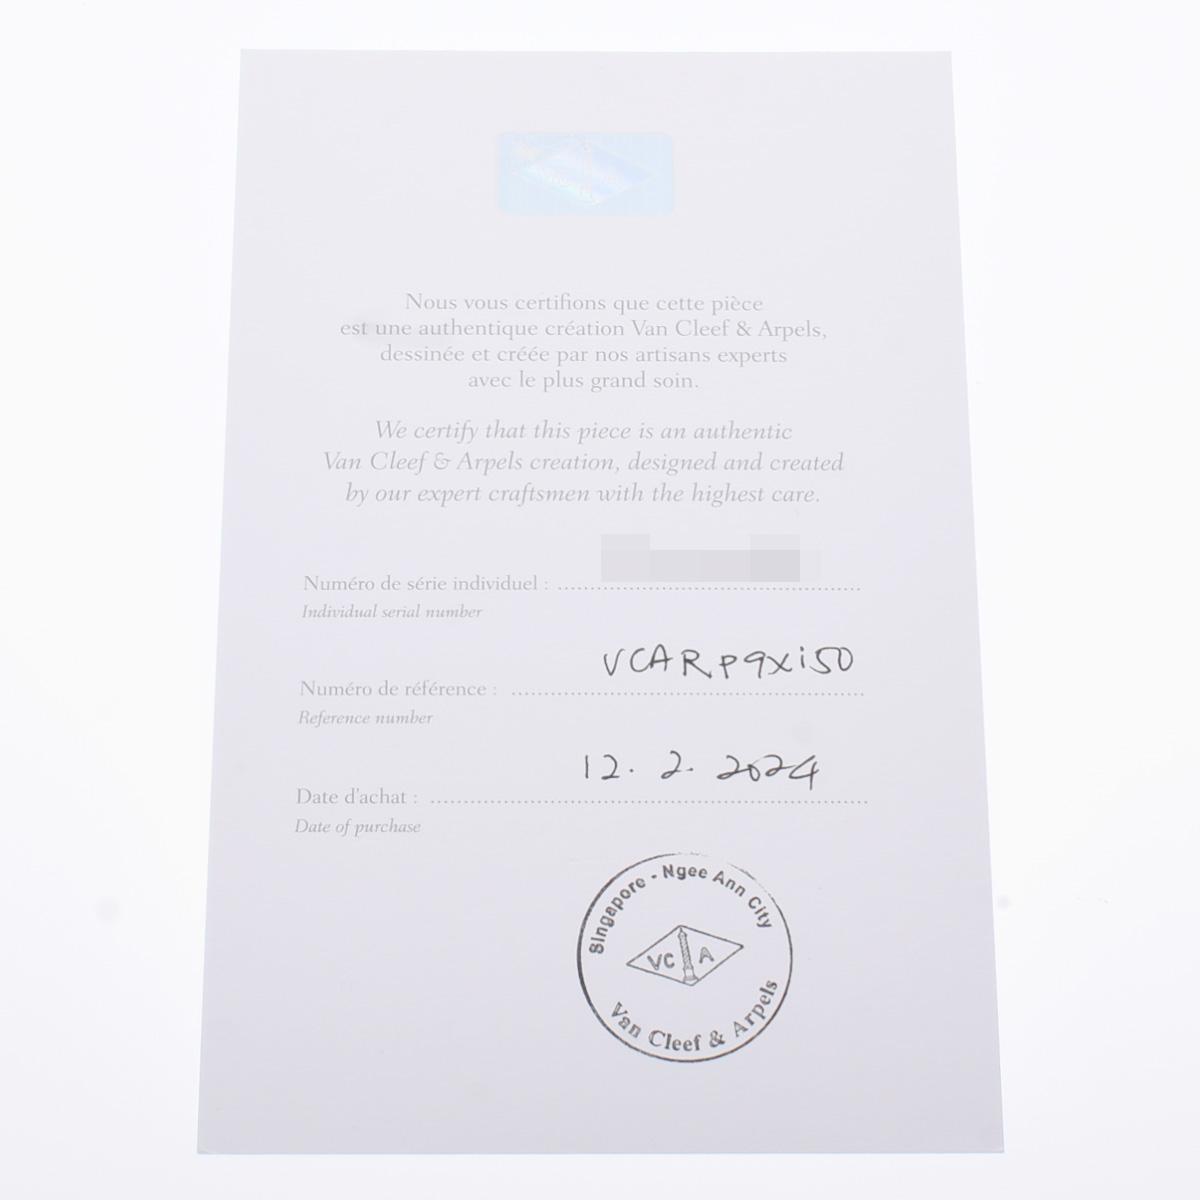 Nous vous certifions que cette pièce
est une authentique création Van Cleef & Arpels,
dessinée et créée par nos artisans experts
avec le plus grand soin.
We certify that this piece is an authentic
Van Cleef & Arpels creation, designed and created
by our expert craftsmen with the highest care.
Numéro de série individuel :
Individual serial number
VCARP9Xi50
Numéro de référence :
Reference number
12. 2. 2024
Date d'achat :
Date of purchase
Singapore - Ngee Ann City
VC A
Van Cleef & Arpels